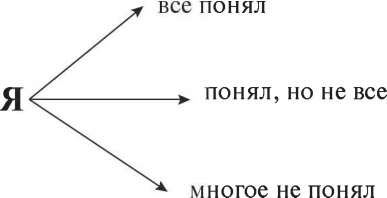 все понял
Я
понял, но не все
многое не понял